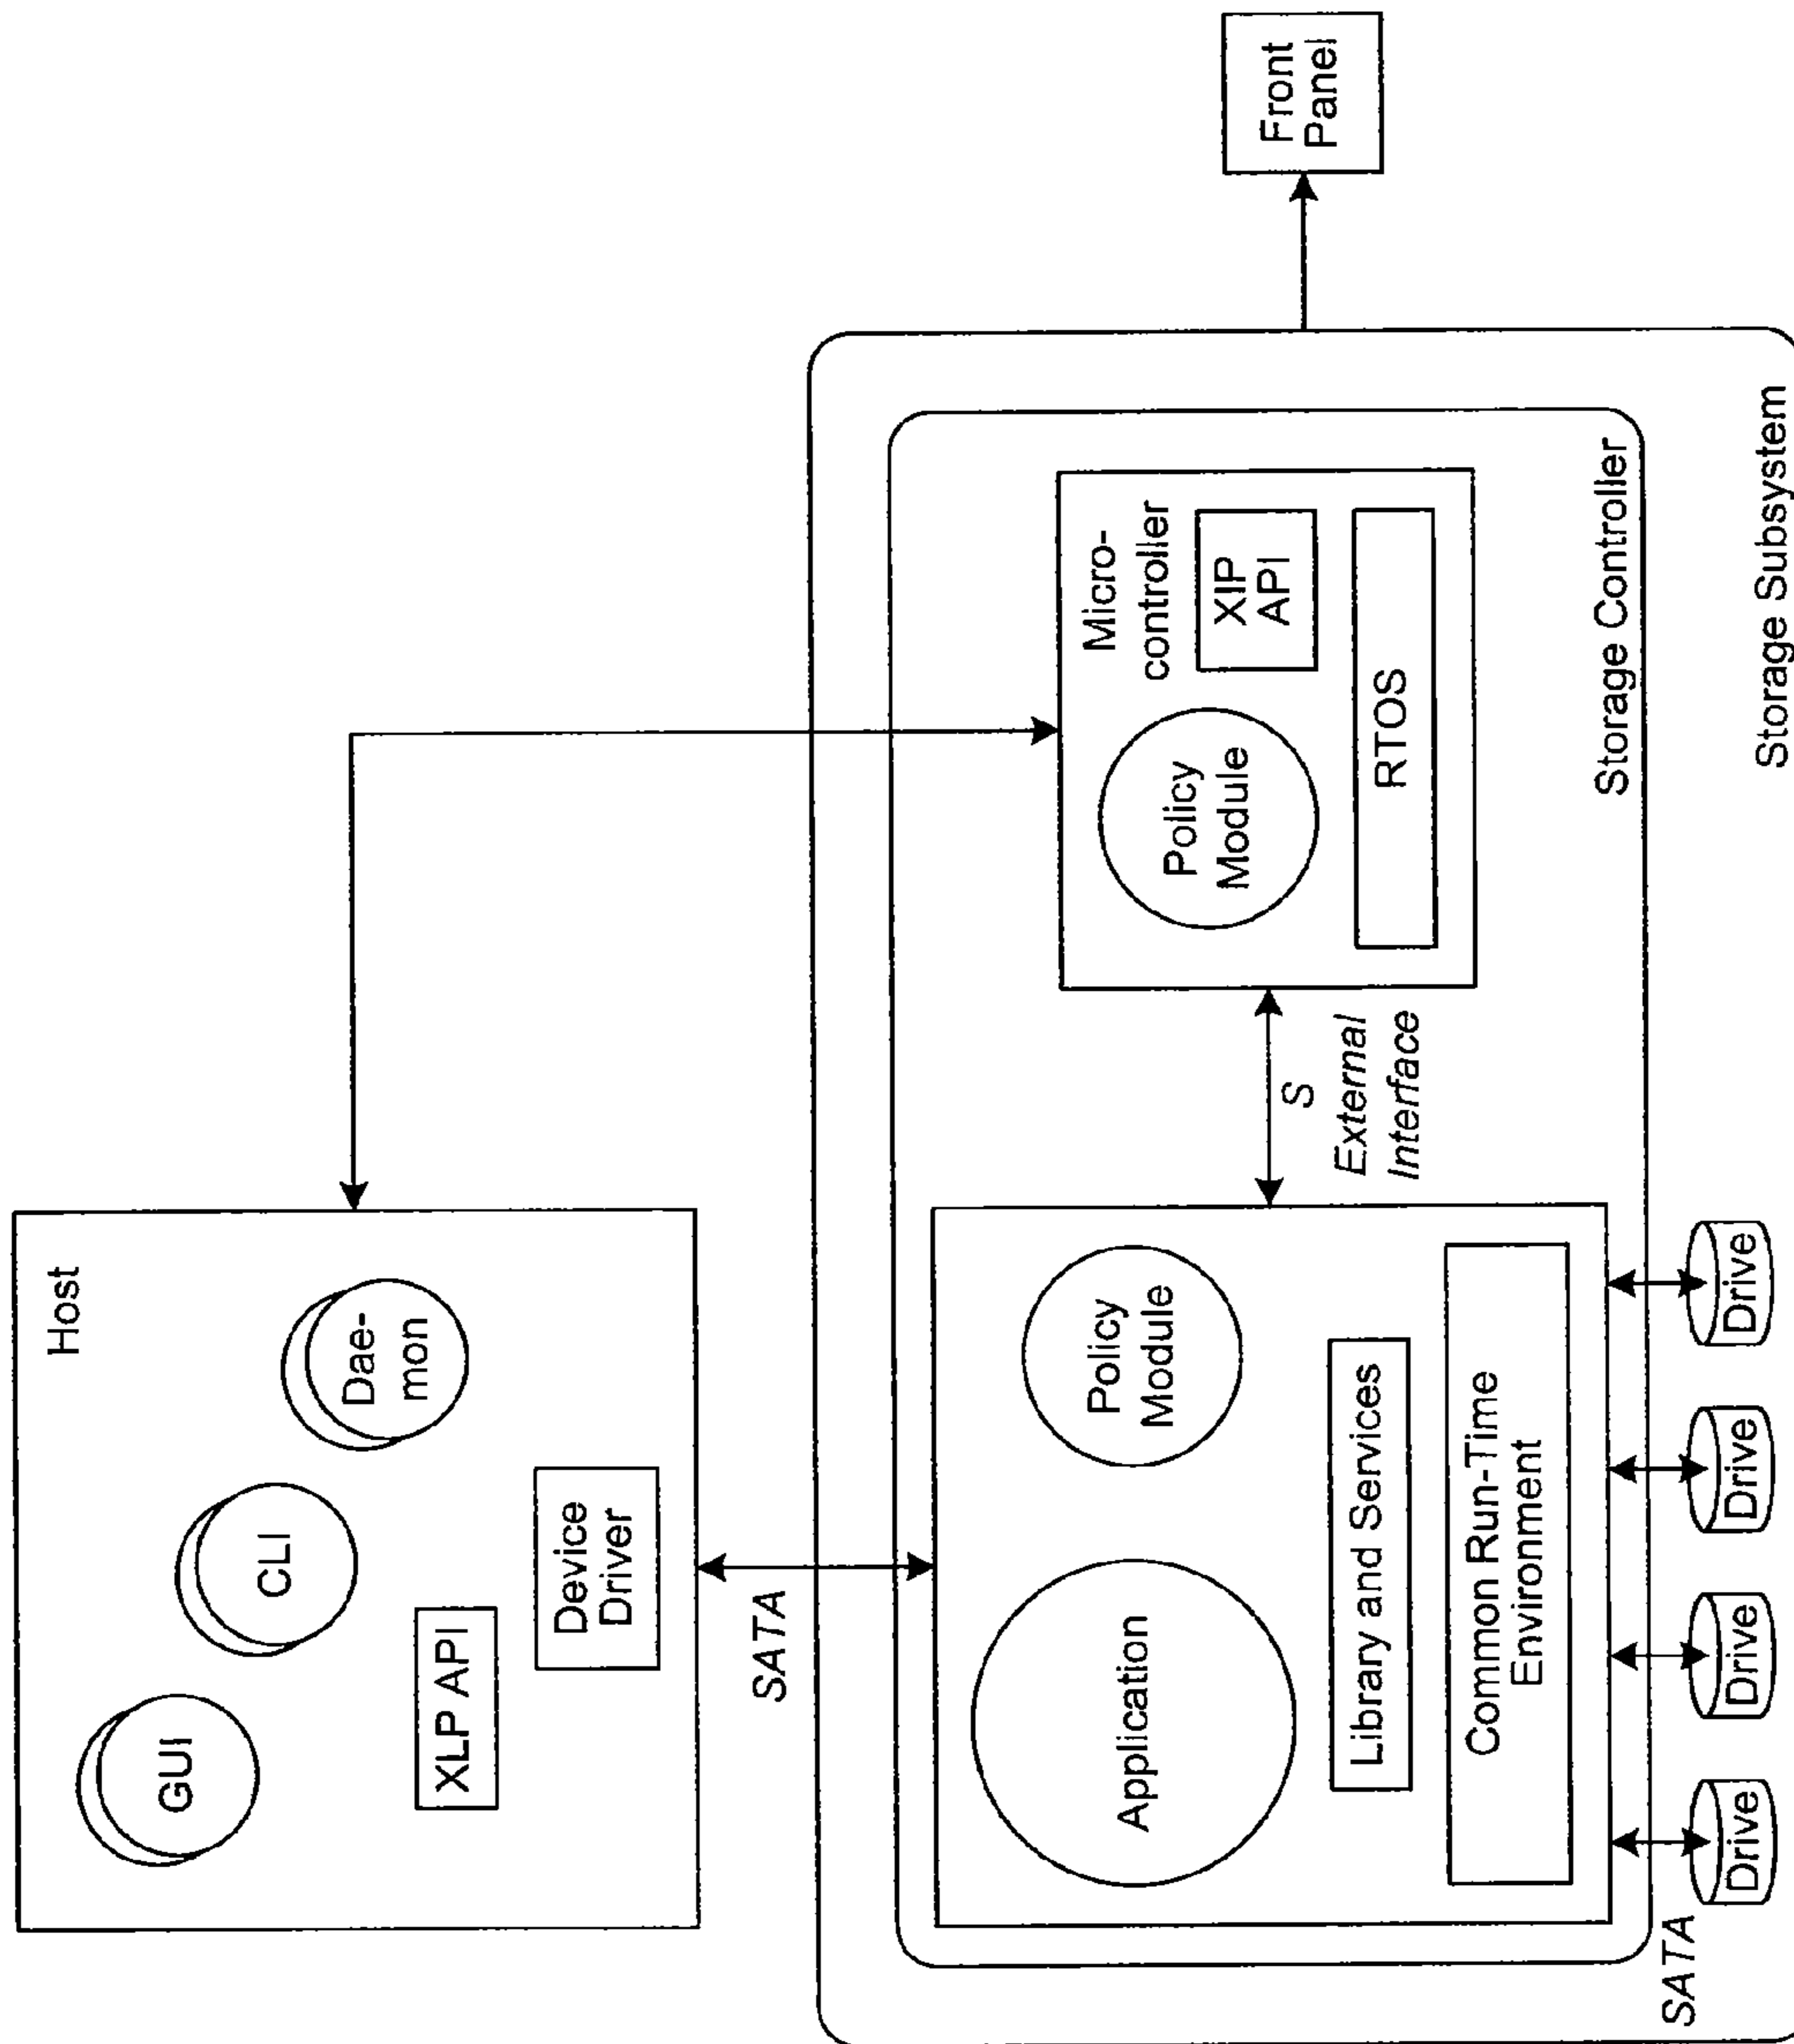 Host
GUI
CLI
Dae-
mon
XLP API
Device
Driver
SATA
Application
Policy
Module
Library and Services
Common Run-Time
Environment
S
External
Interface
Micro-
controller
Policy
Module
XIP
API
RTOS
Storage Controller
Front
Panel
SATA
Drive
Drive
Drive
Drive
Storage Subsystem